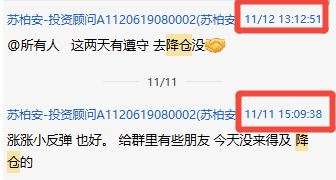 苏柏安-投资顾问A1120619080002(苏柏安 11/12 13:12:51
@所有人 这两天有遵守 去降仓没🤝
11/11
苏柏安-投资顾问A1120619080002(苏柏安 11/11 15:09:38
涨涨小反弹 也好。 给群里有些朋友 今天没来得及 降
仓的